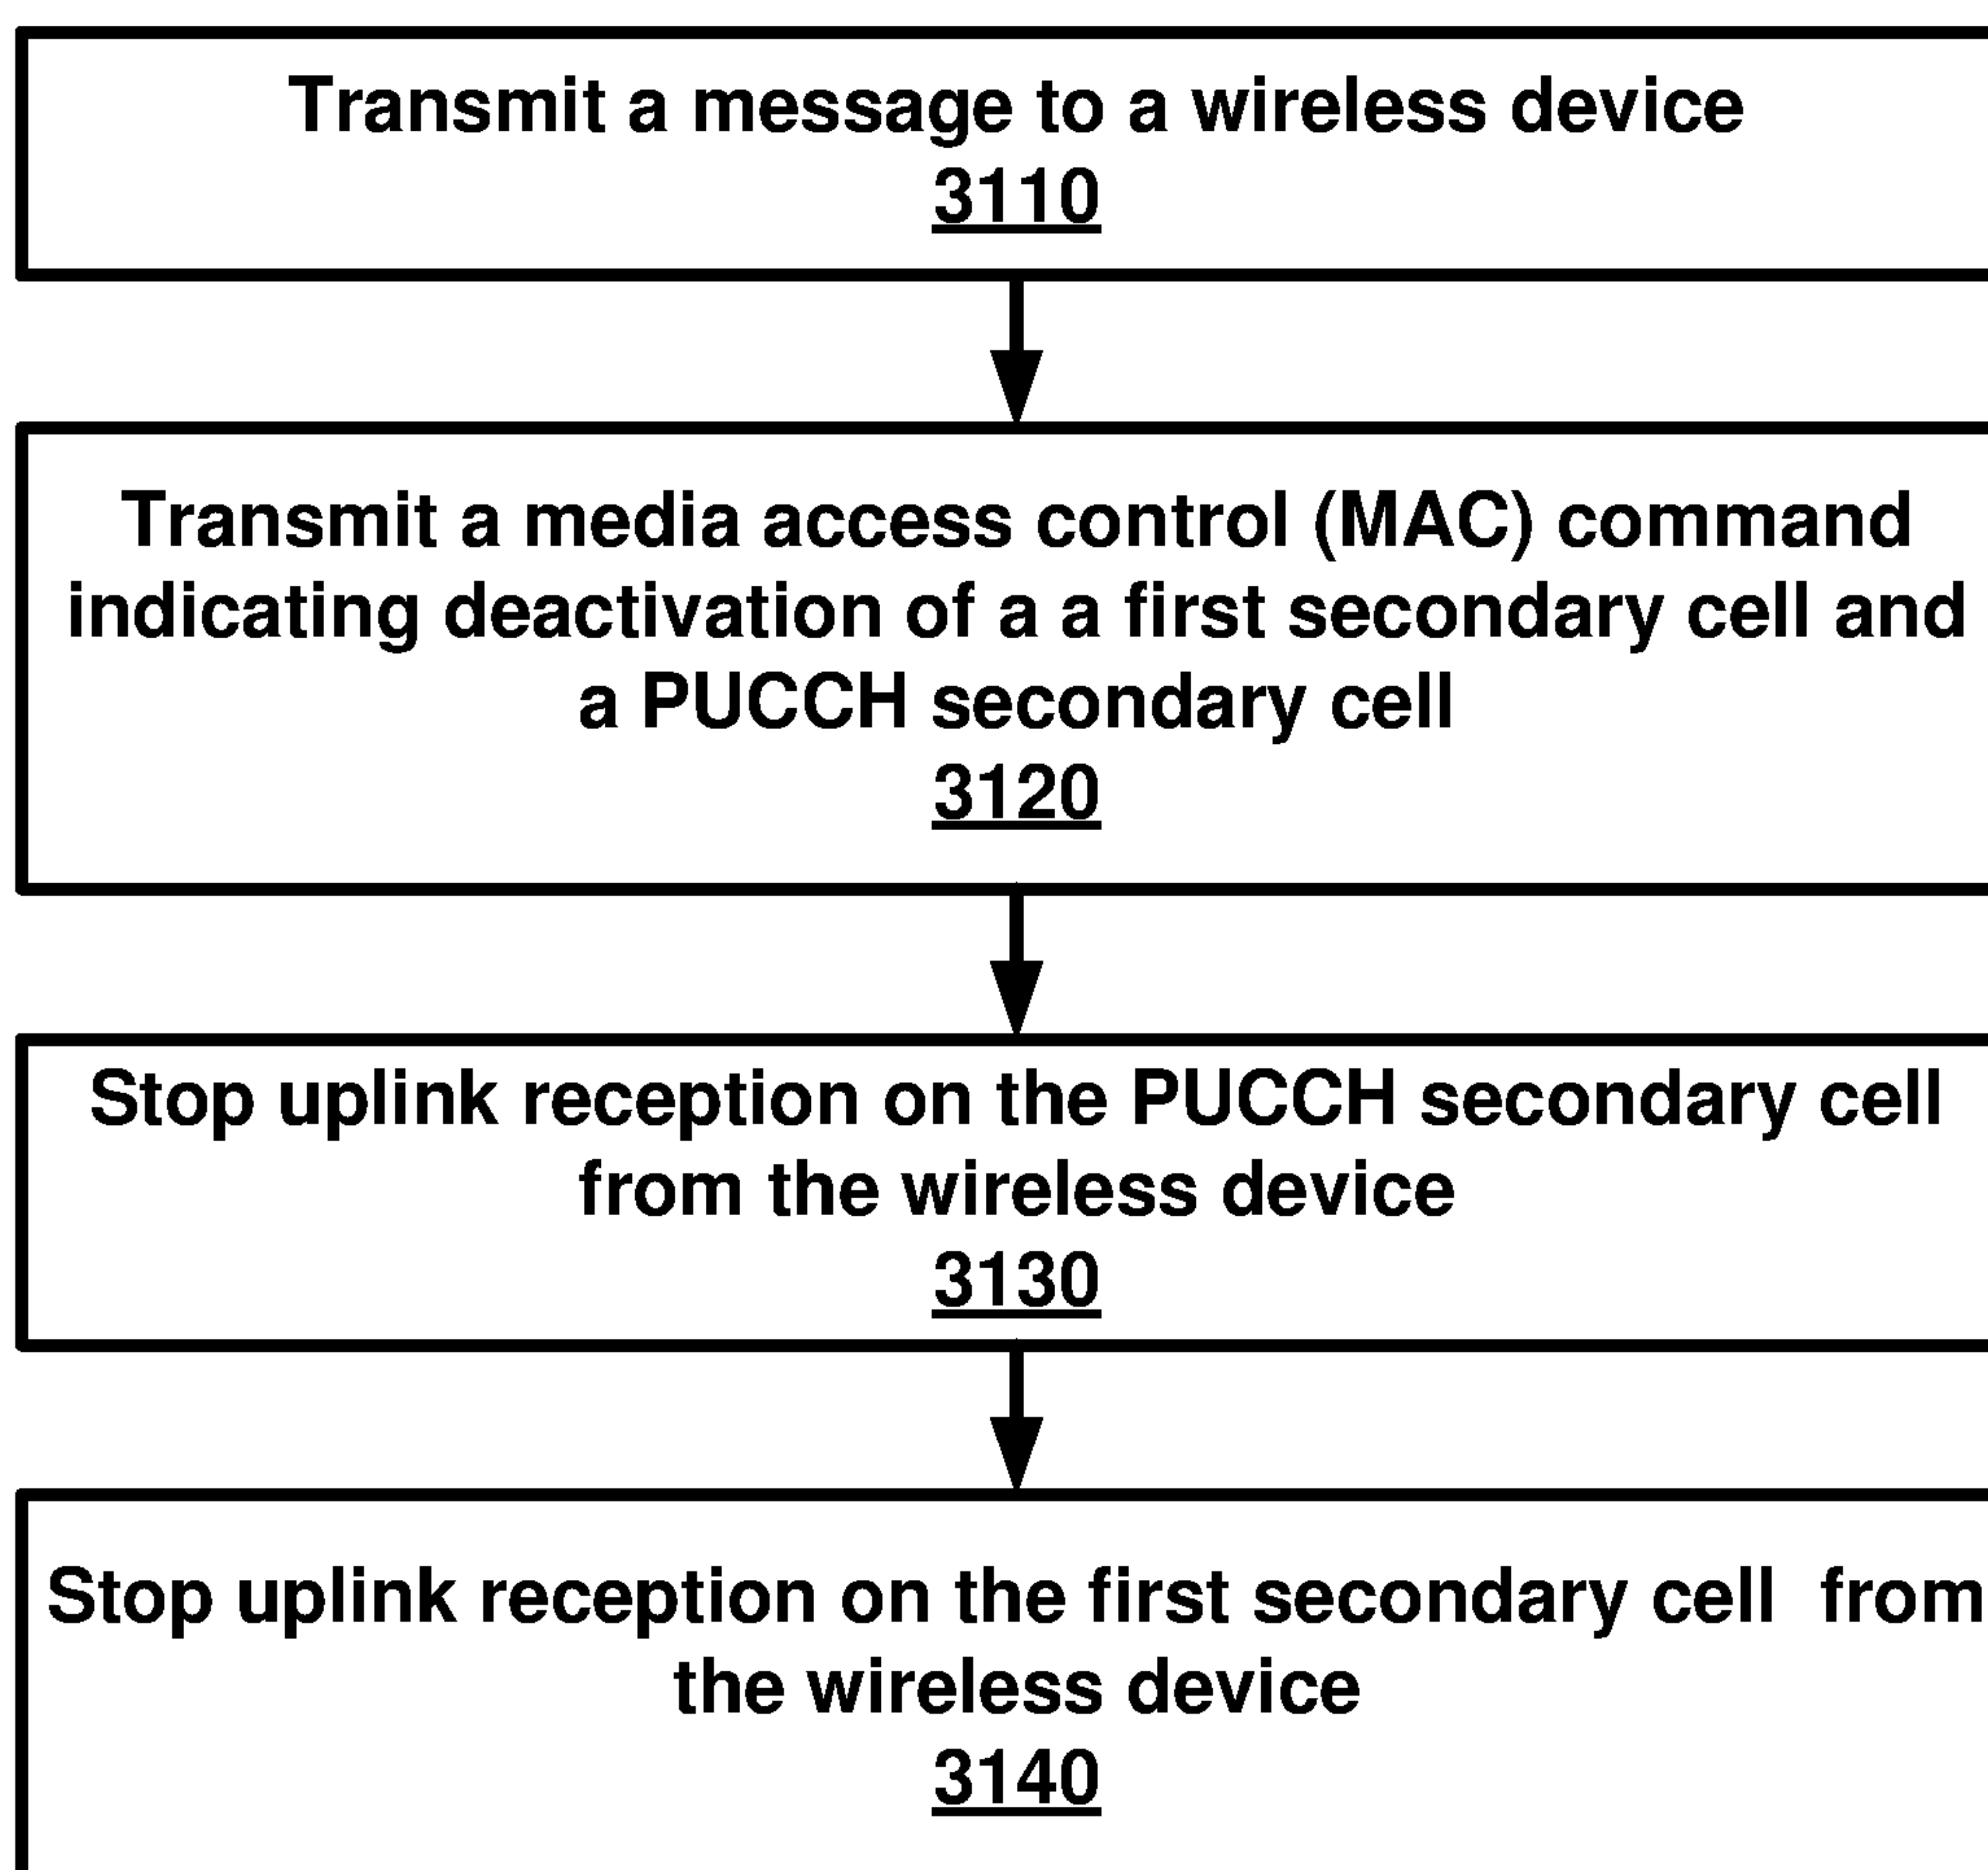 Transmit a message to a wireless device
3110
Transmit a media access control (MAC) command
indicating deactivation of a a first secondary cell and
a PUCCH secondary cell
3120
Stop uplink reception on the PUCCH secondary cell
from the wireless device
3130
Stop uplink reception on the first secondary cell  from
the wireless device
3140